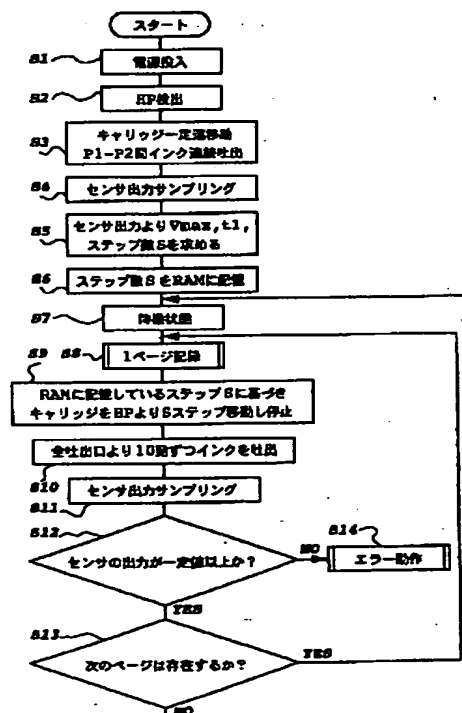 スタート
S1
電源投入
S2
HP検出
S3
キャリッジ一定速移動
P1-P2間インク連続吐出
S4
センサ出力サンプリング
S5
センサ出力よりVmax,t1,
ステップ数Sを求める
S6
ステップ数SをRAMに記憶
S7
待機状態
S8
1ページ記録
S9
RAMに記憶しているステップSに基づき
キャリッジをHPよりSステップ移動し停止
全吐出口より10発ずつインクを吐出
S10
センサ出力サンプリング
S11
S12
センサの出力が一定値以上か?
NO
S14
エラー動作
YES
S13
次のページは存在するか?
YES
NO